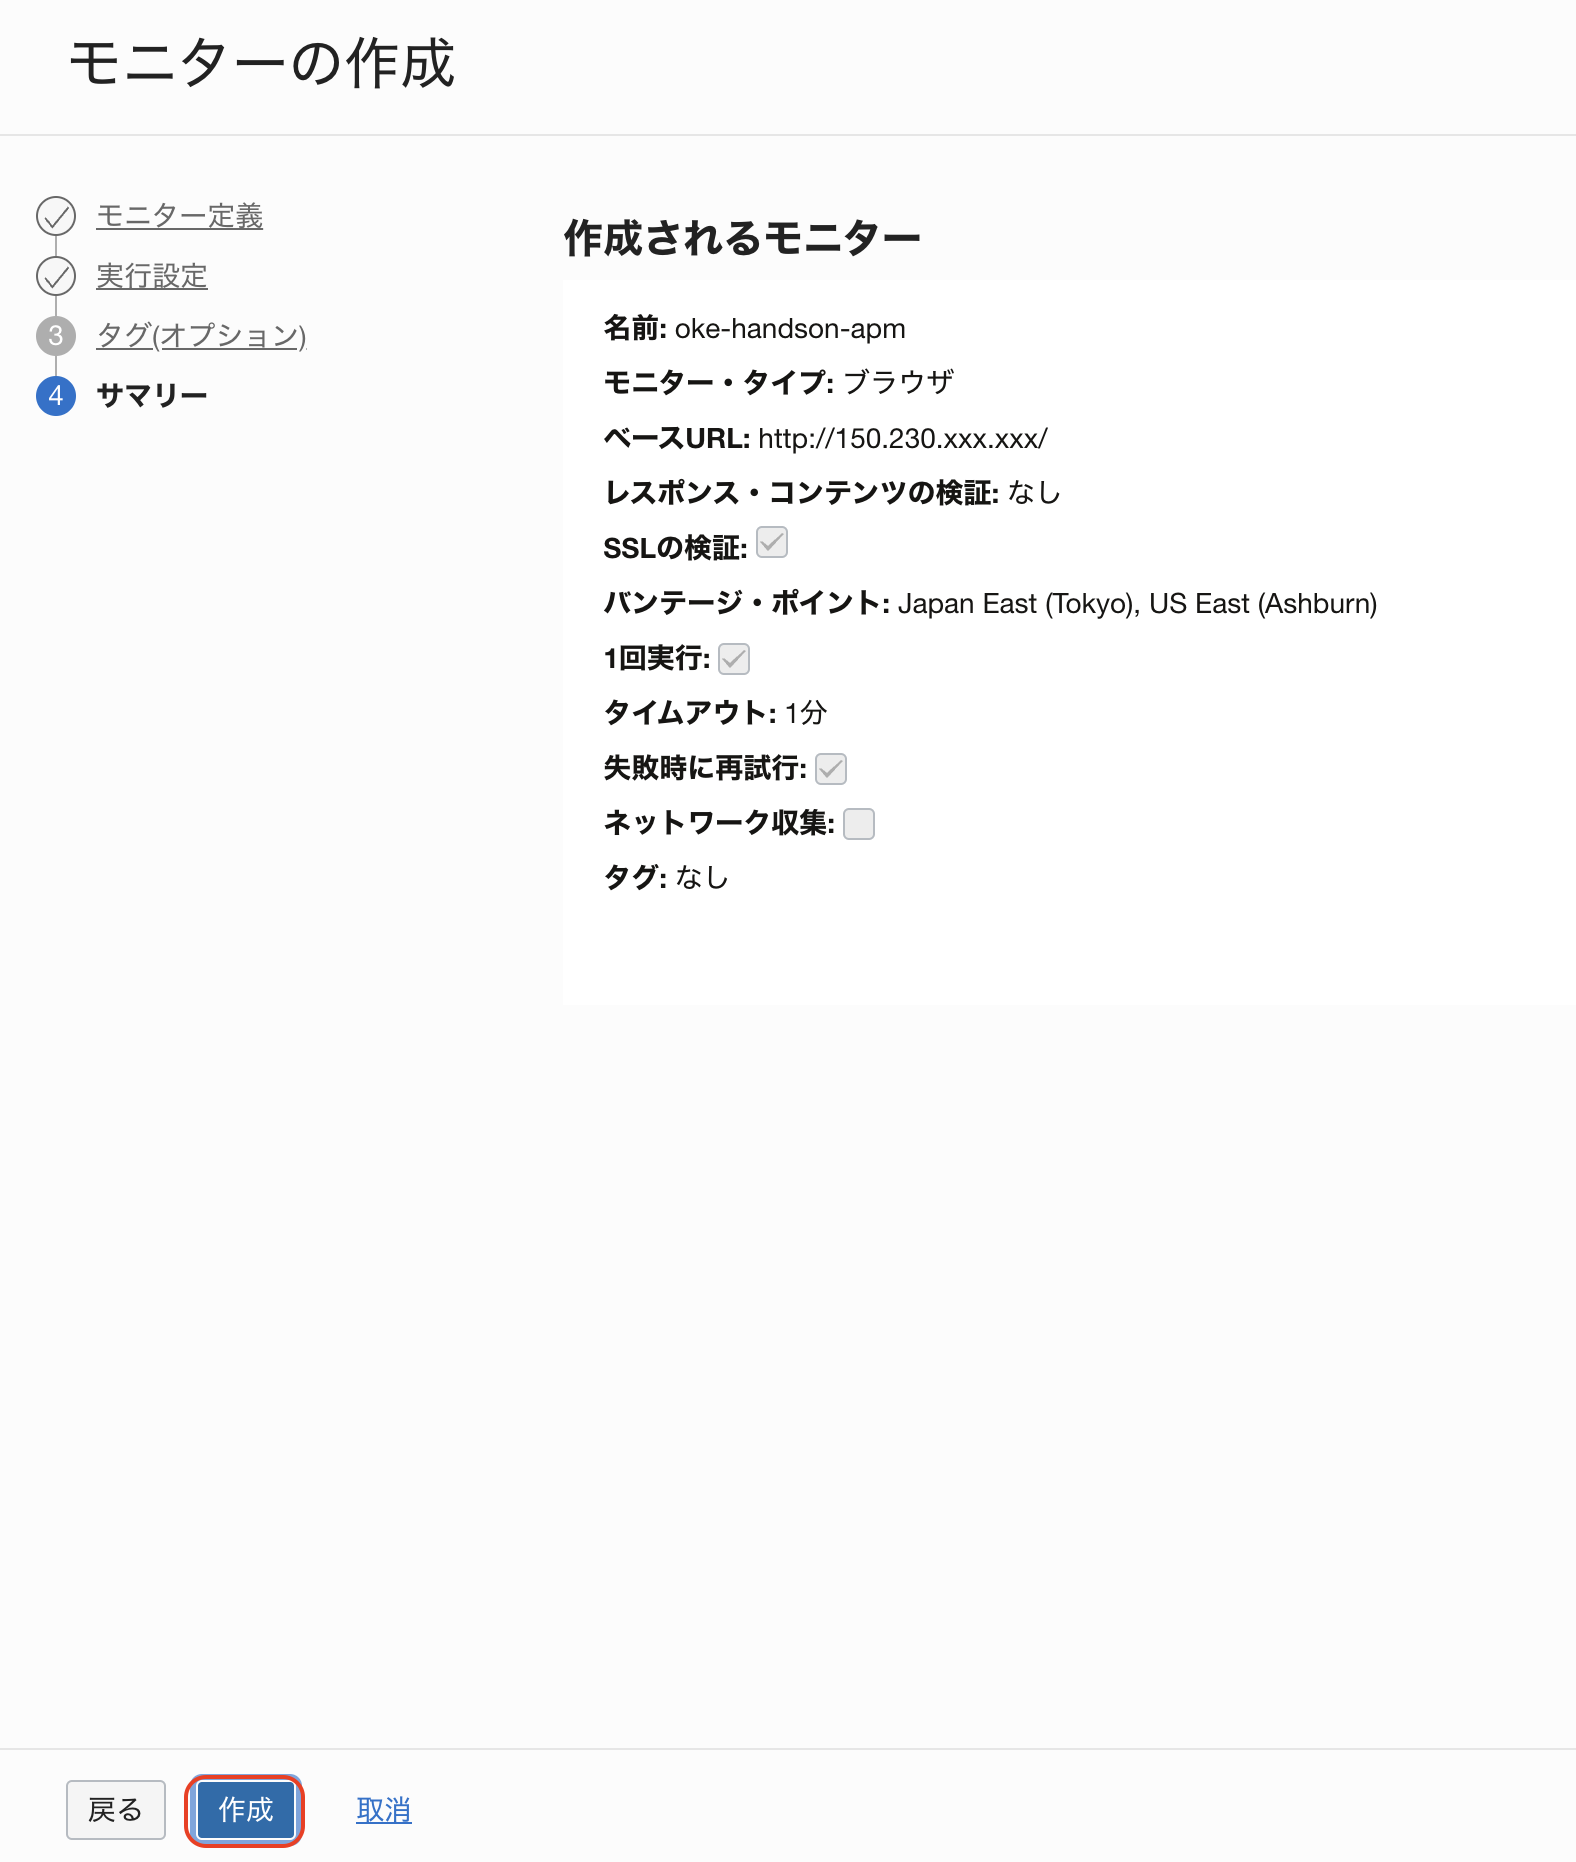 モニターの作成
モニター定義
実行設定
3 タグ(オプション)
4 サマリー
作成されるモニター
名前: oke-handson-apm
モニター・タイプ: ブラウザ
ベースURL: http://150.230.xxx.xxx/
レスポンス・コンテンツの検証: なし
SSLの検証:
バンテージ・ポイント: Japan East (Tokyo), US East (Ashburn)
1回実行:
タイムアウト: 1分
失敗時に再試行:
ネットワーク収集:
タグ: なし
戻る 作成 取消